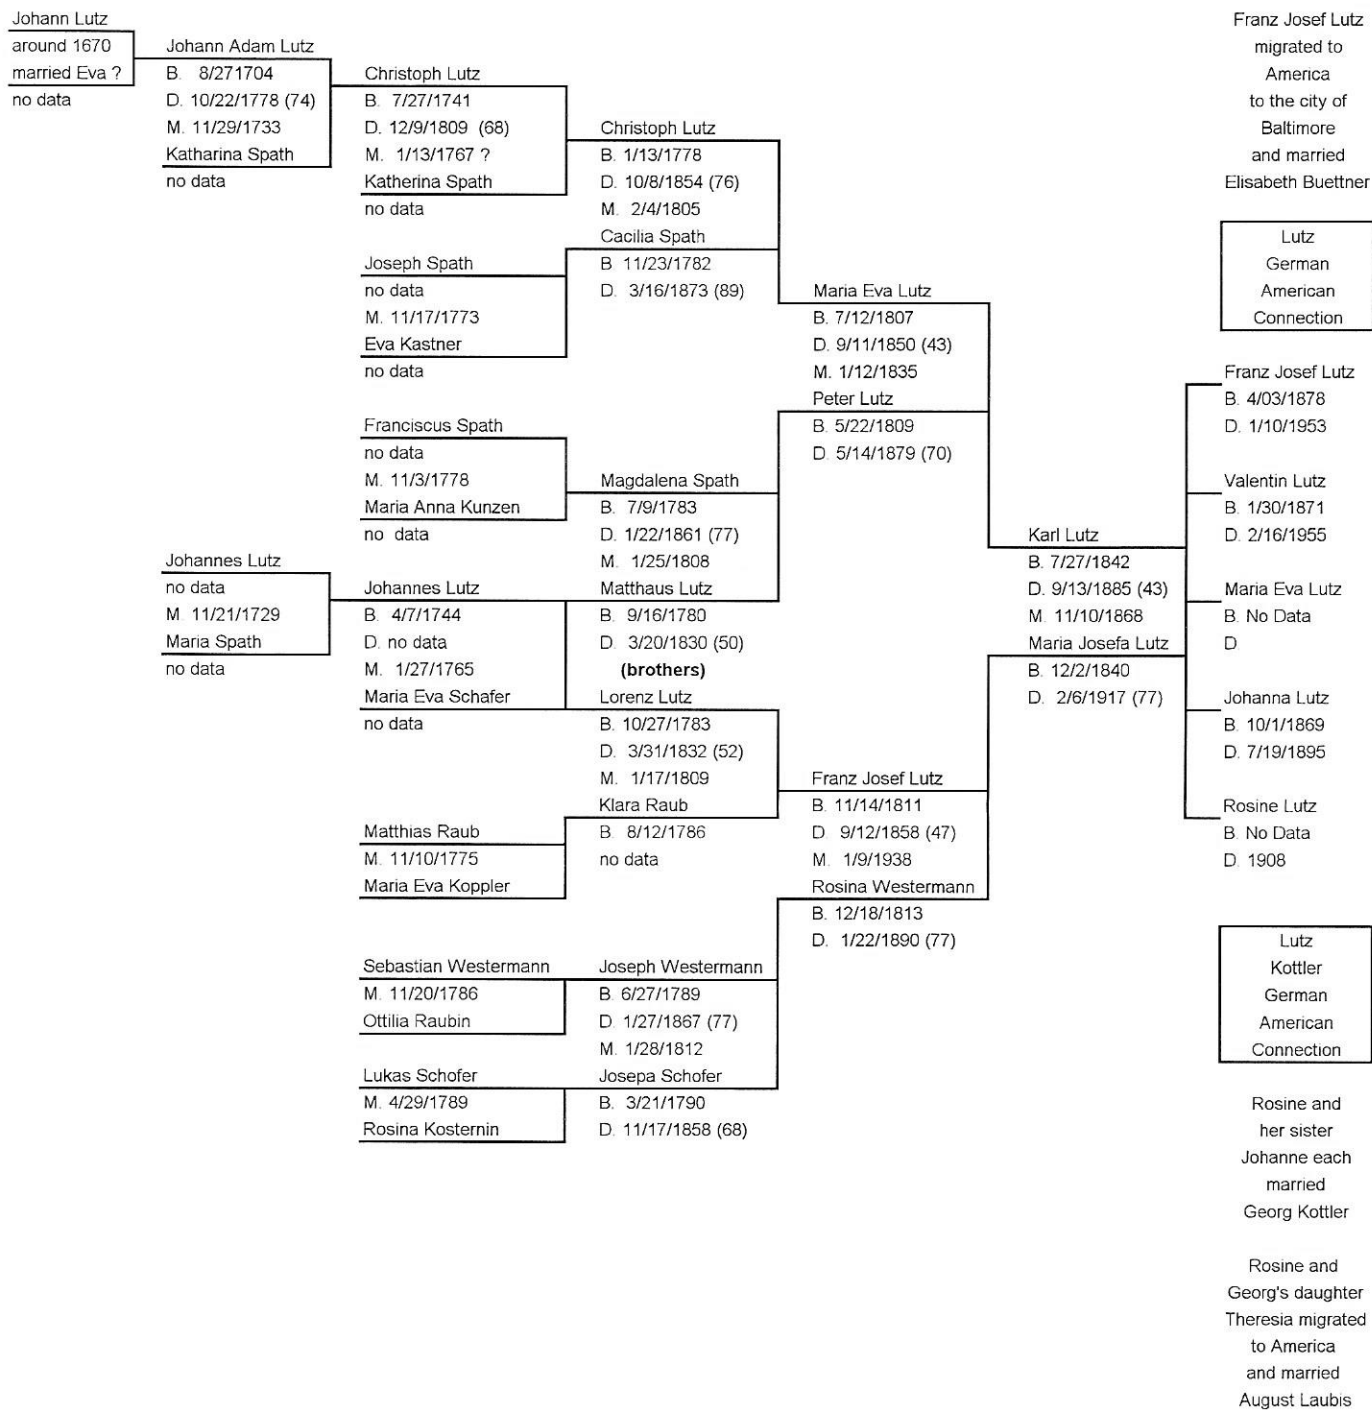 Johann Lutz
around 1670
married Eva ?
no data
Johann Adam Lutz
B. 8/271704
D. 10/22/1778 (74)
M. 11/29/1733
Katharina Spath
no data
Johannes Lutz
no data
M. 11/21/1729
Maria Spath
no data
Christoph Lutz
B. 7/27/1741
D. 12/9/1809 (68)
M. 1/13/1767 ?
Katherina Spath
no data
Joseph Spath
no data
M. 11/17/1773
Eva Kastner
no data
Franciscus Spath
no data
M. 11/3/1778
Maria Anna Kunzen
no data
Johannes Lutz
B. 4/7/1744
D. no data
M. 1/27/1765
Maria Eva Schafer
no data
Matthias Raub
M. 11/10/1775
Maria Eva Koppler
Sebastian Westermann
M. 11/20/1786
Ottilia Raubin
Lukas Schofer
M. 4/29/1789
Rosina Kosternin
Christoph Lutz
B. 1/13/1778
D. 10/8/1854 (76)
M. 2/4/1805
Cacilia Spath
B. 11/23/1782
D. 3/16/1873 (89)
Magdalena Spath
B. 7/9/1783
D. 1/22/1861 (77)
M. 1/25/1808
Matthaus Lutz
B. 9/16/1780
D. 3/20/1830 (50)
(brothers)
Lorenz Lutz
B. 10/27/1783
D. 3/31/1832 (52)
M. 1/17/1809
Klara Raub
B. 8/12/1786
no data
Joseph Westermann
B. 6/27/1789
D. 1/27/1867 (77)
M. 1/28/1812
Josepa Schofer
B. 3/21/1790
D. 11/17/1858 (68)
Maria Eva Lutz
B. 7/12/1807
D. 9/11/1850 (43)
M. 1/12/1835
Peter Lutz
B. 5/22/1809
D. 5/14/1879 (70)
Franz Josef Lutz
B. 11/14/1811
D. 9/12/1858 (47)
M. 1/9/1938
Rosina Westermann
B. 12/18/1813
D. 1/22/1890 (77)
Karl Lutz
B. 7/27/1842
D. 9/13/1885 (43)
M. 11/10/1868
Maria Josefa Lutz
B. 12/2/1840
D. 2/6/1917 (77)
Franz Josef Lutz
migrated to
America
to the city of
Baltimore
and married
Elisabeth Buettner
Lutz
German
American
Connection
Franz Josef Lutz
B. 4/03/1878
D. 1/10/1953
Valentin Lutz
B. 1/30/1871
D. 2/16/1955
Maria Eva Lutz
B. No Data
D
Johanna Lutz
B. 10/1/1869
D. 7/19/1895
Rosine Lutz
B. No Data
D. 1908
Lutz
Kottler
German
American
Connection
Rosine and
her sister
Johanne each
married
Georg Kottler
Rosine and
Georg's daughter
Theresia migrated
to America
and married
August Laubis